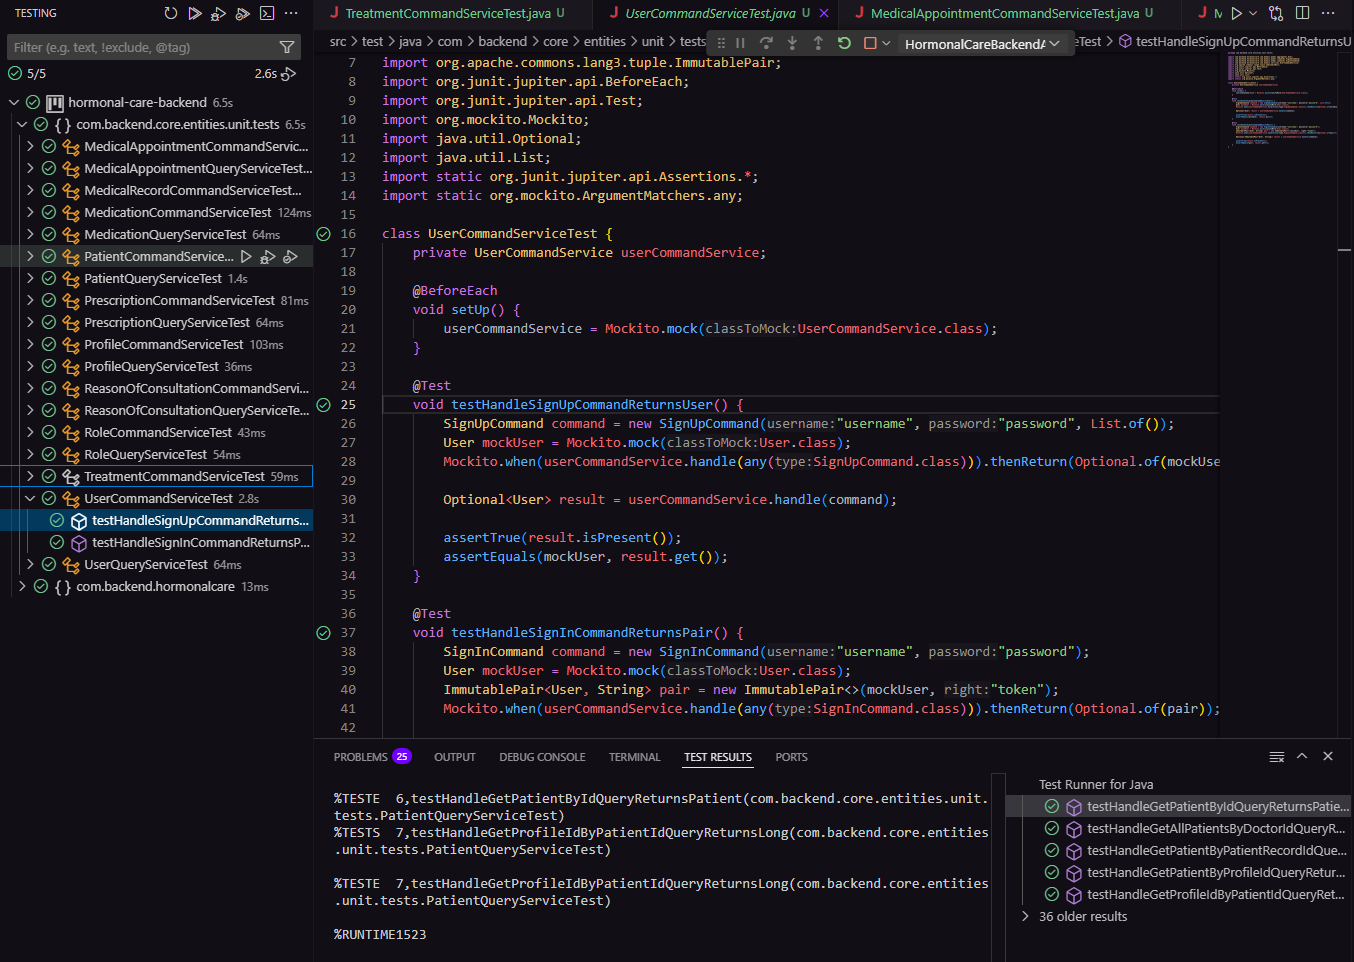 TESTING
Filter (e.g. text, !exclude, @tag)
5/5
2.6s
hormonal-care-backend 6.5s
{ } com.backend.core.entities.unit.tests 6.5s
MedicalAppointmentCommandServic...
MedicalAppointmentQueryServiceTest...
MedicalRecordCommandServiceTest...
MedicationCommandServiceTest 124ms
MedicationQueryServiceTest 64ms
PatientCommandService...
PatientQueryServiceTest 1.4s
PrescriptionCommandServiceTest 81ms
PrescriptionQueryServiceTest 64ms
ProfileCommandServiceTest 103ms
ProfileQueryServiceTest 36ms
ReasonOfConsultationCommandServi...
ReasonOfConsultationQueryServiceTe...
RoleCommandServiceTest 43ms
RoleQueryServiceTest 54ms
TreatmentCommandServiceTest 59ms
UserCommandServiceTest 2.8s
testHandleSignUpCommandReturns...
testHandleSignInCommandReturnsP...
UserQueryServiceTest 64ms
{ } com.backend.hormonalcare 13ms
J TreatmentCommandServiceTest.java U
J UserCommandServiceTest.java U
J MedicalAppointmentCommandServiceTest.java U
J M
src > test > java > com > backend > core > entities > unit > tests
HormonalCareBackendA
eTest > testHandleSignUpCommandReturnsU
7 import org.apache.commons.lang3.tuple.ImmutablePair;
8 import org.junit.jupiter.api.BeforeEach;
9 import org.junit.jupiter.api.Test;
10 import org.mockito.Mockito;
11 import java.util.Optional;
12 import java.util.List;
13 import static org.junit.jupiter.api.Assertions.*;
14 import static org.mockito.ArgumentMatchers.any;
15
16 class UserCommandServiceTest {
17 private UserCommandService userCommandService;
18
19 @BeforeEach
20 void setUp() {
21 userCommandService = Mockito.mock(classToMock:UserCommandService.class);
22 }
23
24 @Test
25 void testHandleSignUpCommandReturnsUser() {
26 SignUpCommand command = new SignUpCommand(username:"username", password:"password", List.of());
27 User mockUser = Mockito.mock(classToMock:User.class);
28 Mockito.when(userCommandService.handle(any(type:SignUpCommand.class))).thenReturn(Optional.of(mockUse
29
30 Optional<User> result = userCommandService.handle(command);
31
32 assertTrue(result.isPresent());
33 assertEquals(mockUser, result.get());
34 }
35
36 @Test
37 void testHandleSignInCommandReturnsPair() {
38 SignInCommand command = new SignInCommand(username:"username", password:"password");
39 User mockUser = Mockito.mock(classToMock:User.class);
40 ImmutablePair<User, String> pair = new ImmutablePair<>(mockUser, right:"token");
41 Mockito.when(userCommandService.handle(any(type:SignInCommand.class))).thenReturn(Optional.of(pair));
42
PROBLEMS 25 OUTPUT DEBUG CONSOLE TERMINAL TEST RESULTS PORTS
%TESTE 6,testHandleGetPatientByIdQueryReturnsPatient(com.backend.core.entities.unit.
tests.PatientQueryServiceTest)
%TESTS 7,testHandleGetProfileIdByPatientIdQueryReturnsLong(com.backend.core.entities
.unit.tests.PatientQueryServiceTest)
%TESTE 7,testHandleGetProfileIdByPatientIdQueryReturnsLong(com.backend.core.entities
.unit.tests.PatientQueryServiceTest)
%RUNTIME1523
Test Runner for Java
testHandleGetPatientByIdQueryReturnsPatie...
testHandleGetAllPatientsByDoctorIdQueryR...
testHandleGetPatientByPatientRecordIdQue...
testHandleGetPatientByProfileIdQueryRetur...
testHandleGetProfileIdByPatientIdQueryRet...
36 older results